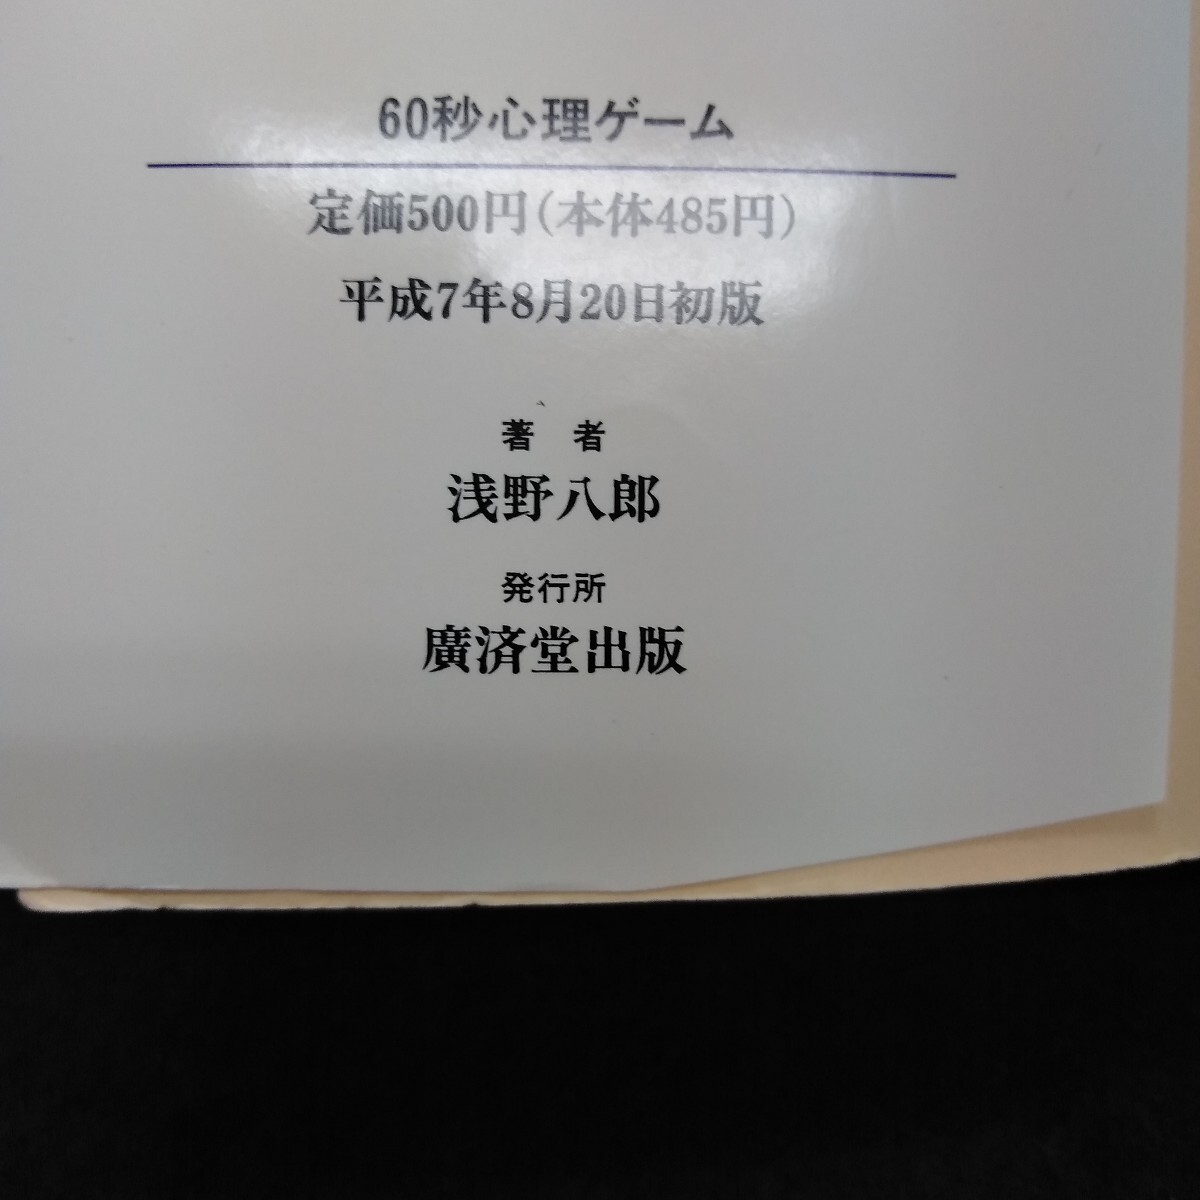 60秒心理ゲーム
定価500円(本体485円)
平成7年8月20日初版
著 者
浅野八郎
発行所
廣済堂出版